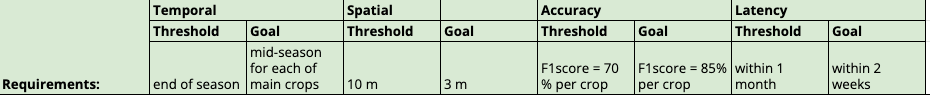 Temporal Spatial Accuracy Latency
Threshold Goal Threshold Goal Threshold Goal Threshold Goal
mid-season
for each of F1score = 70 F1score = 85% within 1 within 2
Requirements: end of season main crops 10 m 3 m % per crop per crop month weeks